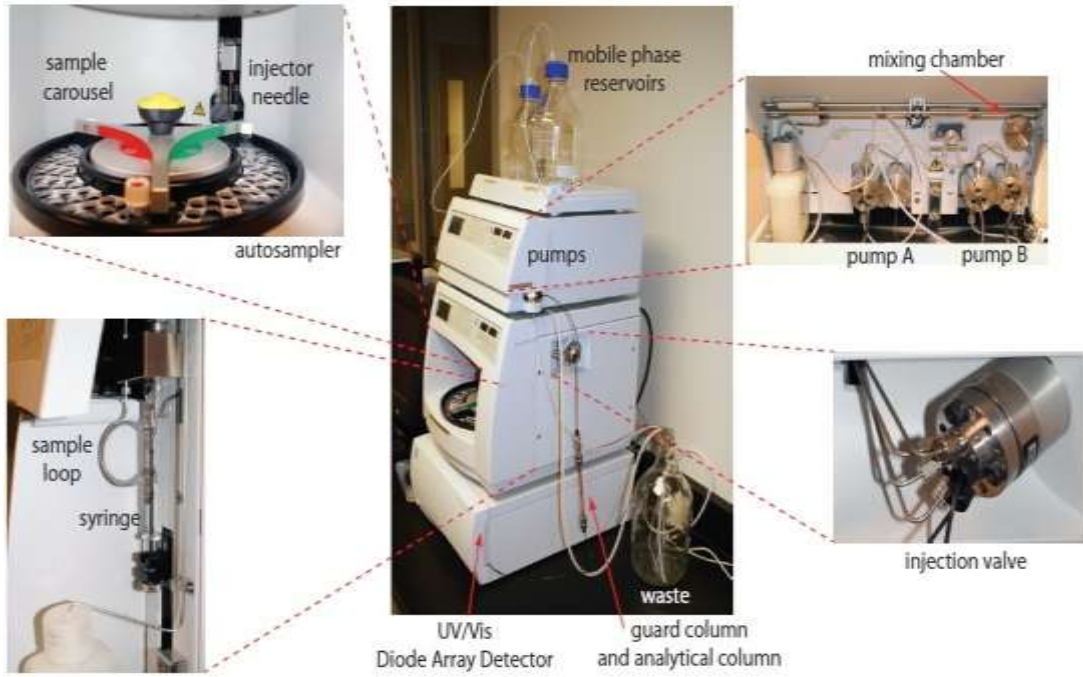 sample
carousel
injector
needle
autosampler
mobile phase
reservoirs
mixing chamber
pumps
pump A
pump B
sample
loop
syringe
injection valve
waste
UV/Vis
Diode Array Detector
guard column
and analytical column